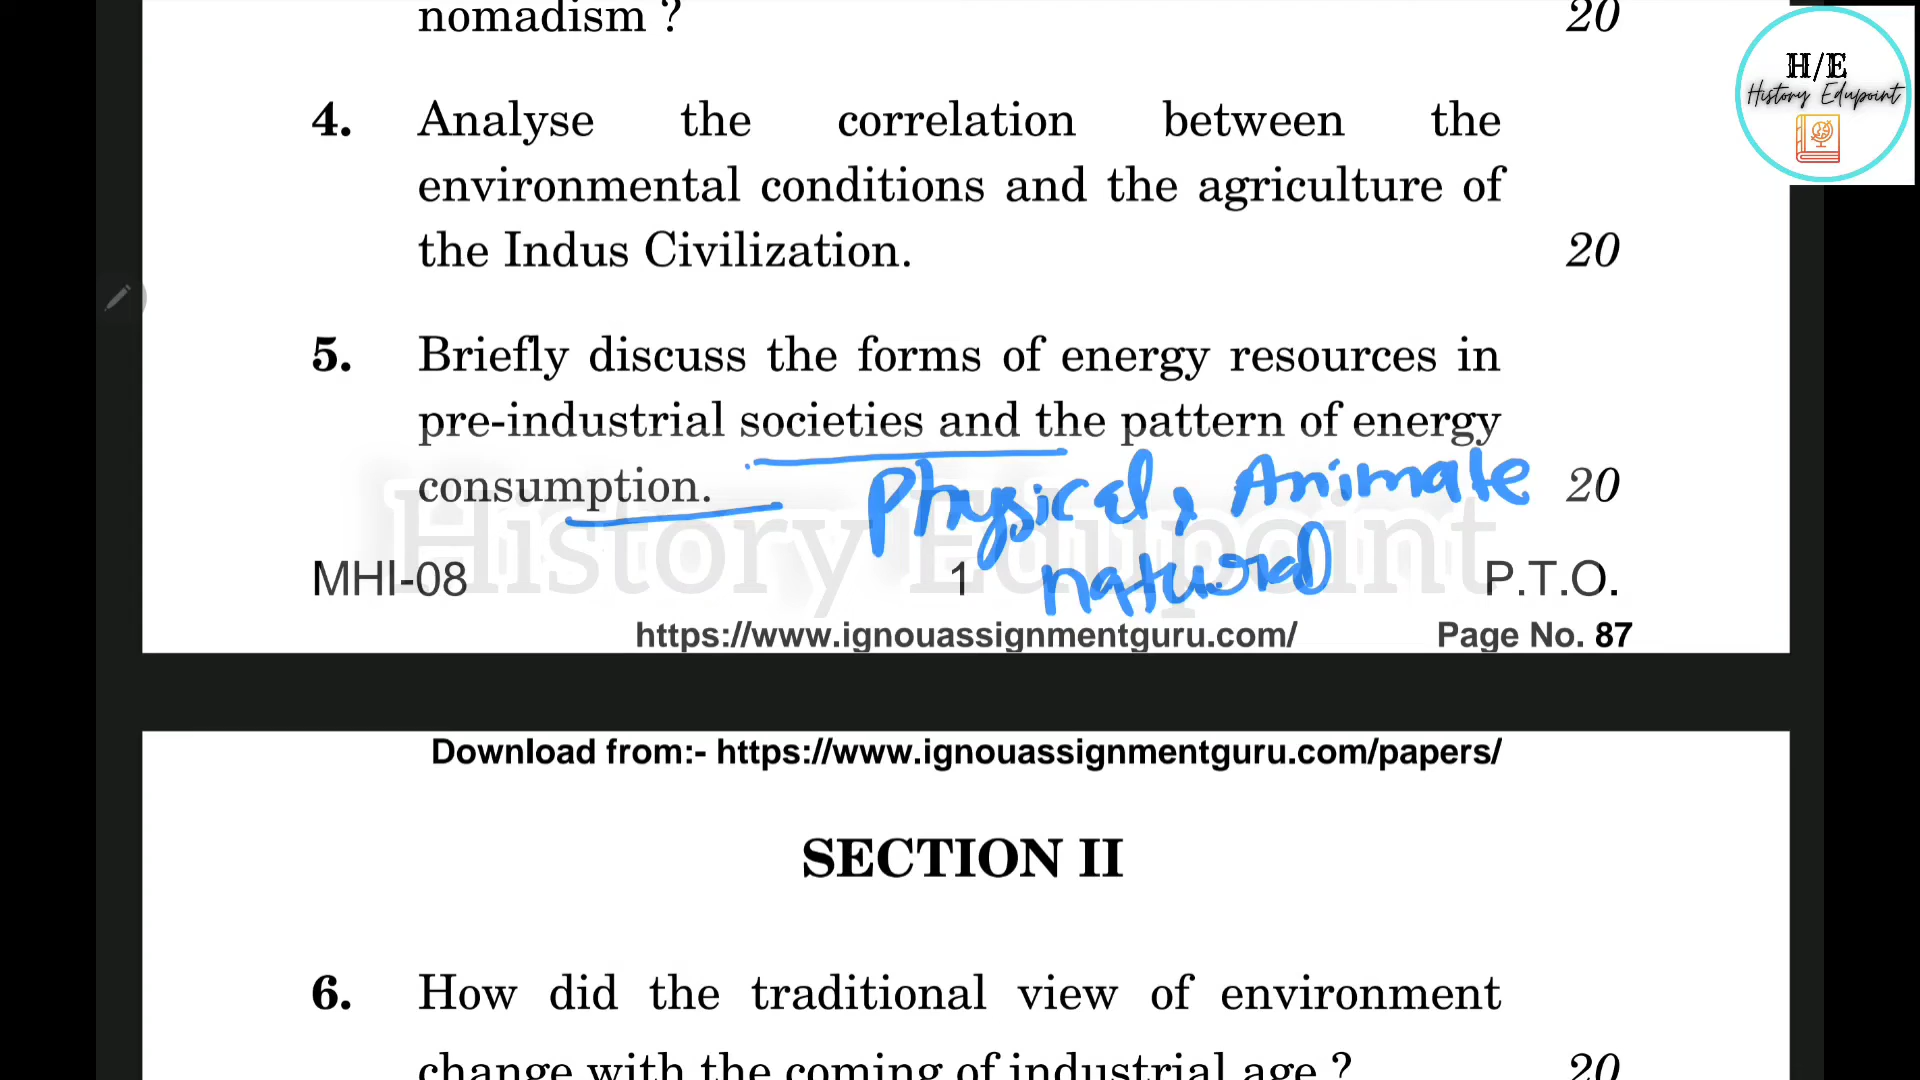 nomadism ? 20
H/E
History Edupoint
4. Analyse the correlation between the
environmental conditions and the agriculture of
the Indus Civilization. 20
5. Briefly discuss the forms of energy resources in
pre-industrial societies and the pattern of energy
consumption. 20
Physical, Animate
natural
History Edupoint
MHI-08 1 P.T.O.
https://www.ignouassignmentguru.com/ Page No. 87
Download from:- https://www.ignouassignmentguru.com/papers/
SECTION II
6. How did the traditional view of environment
change with the coming of industrial age ? 20